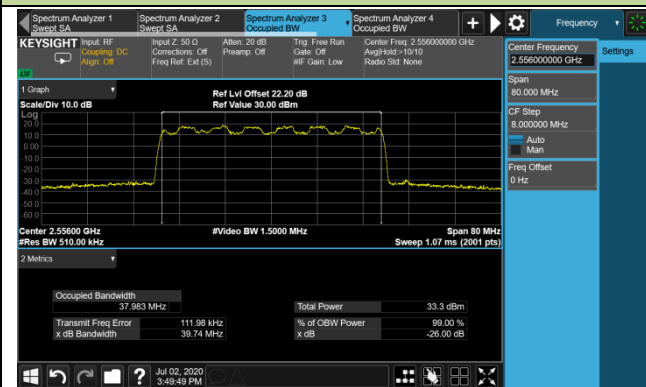 Spectrum Analyzer 1
Swept SA
Spectrum Analyzer 2
Swept SA
Spectrum Analyzer 3
Occupied BW
Spectrum Analyzer 4
Occupied BW
+
Frequency
KEYSIGHT
Input: RF
Coupling: DC
Align: Off
Input Z: 50 Ω
Corrections: Off
Freq Ref: Ext (S)
Atten: 20 dB
Preamp: Off
Trig: Free Run
Gate: Off
#IF Gain: Low
Center Freq: 2.556000000 GHz
Avg|Hold:>10/10
Radio Std: None
LV
Center Frequency
2.556000000 GHz
Settings
Span
80.000 MHz
CF Step
8.000000 MHz
Auto
Man
Freq Offset
0 Hz
1 Graph
Scale/Div 10.0 dB
Ref Lvl Offset 22.20 dB
Ref Value 30.00 dBm
Log
20.0
10.0
0.00
-10.0
-20.0
-30.0
-40.0
-50.0
-60.0
Center 2.55600 GHz
#Res BW 510.00 kHz
#Video BW 1.5000 MHz
Span 80 MHz
Sweep 1.07 ms (2001 pts)
2 Metrics
Occupied Bandwidth
37.983 MHz
Total Power 33.3 dBm
Transmit Freq Error 111.98 kHz
% of OBW Power 99.00 %
x dB Bandwidth 39.74 MHz
x dB -26.00 dB
?
Jul 02, 2020
3:49:49 PM